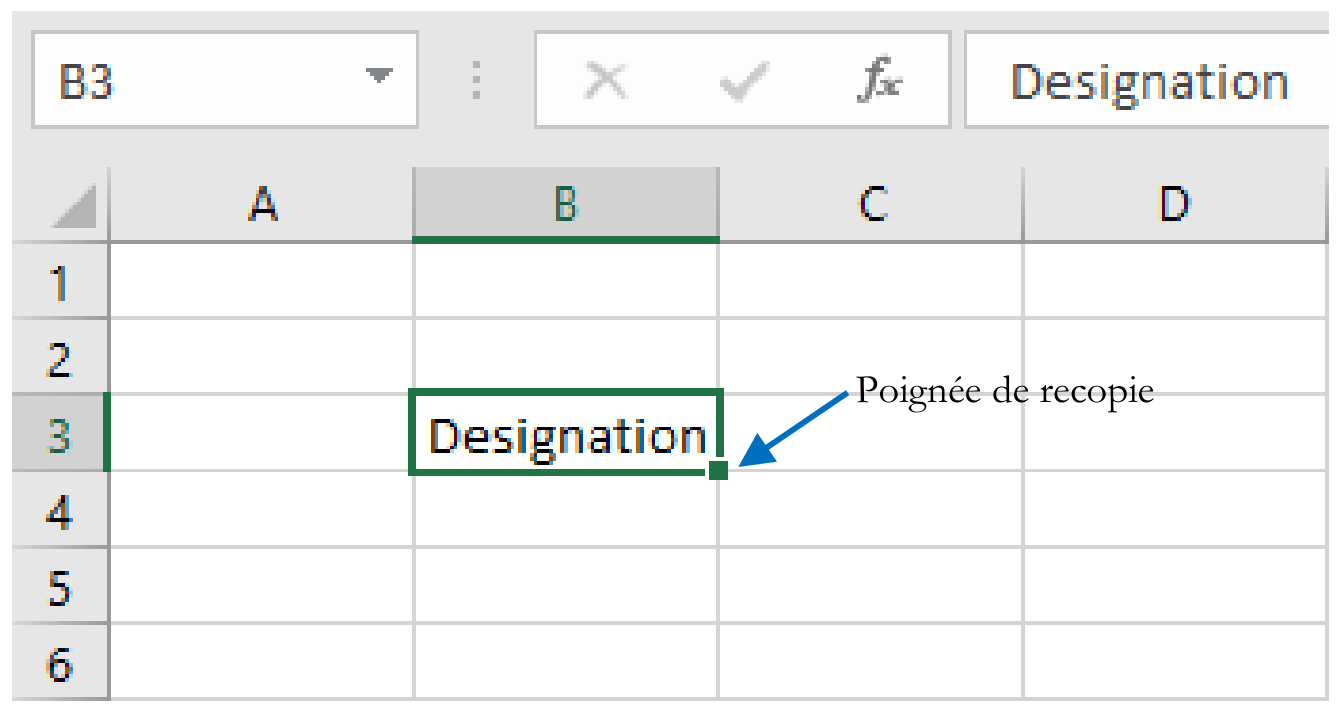 B3 fx Designation
A B C D
1
2
Poignée de recopie
3 Designation
4
5
6